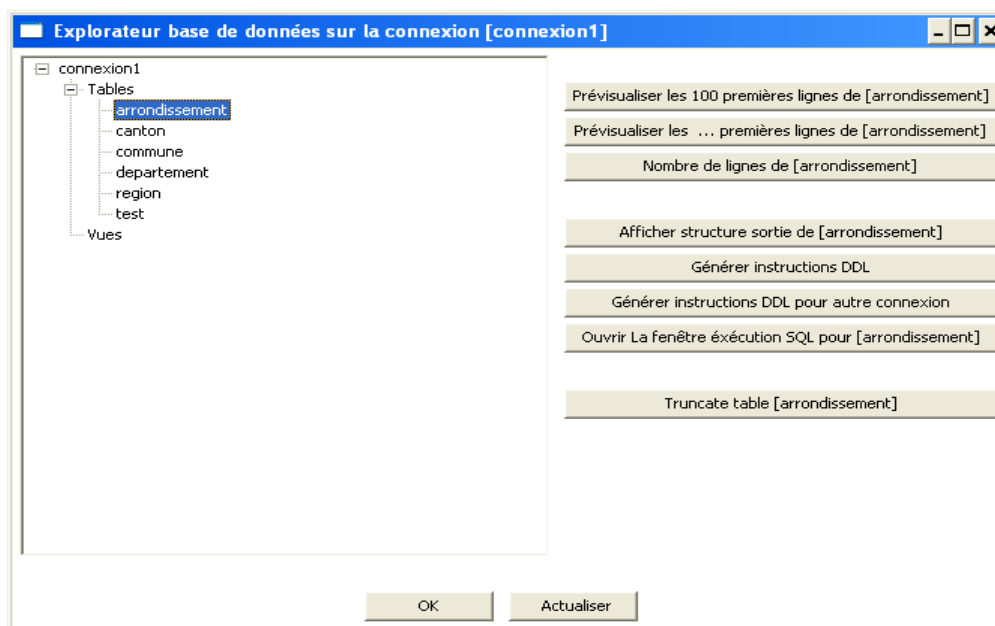 Explorateur base de données sur la connexion [connexion1]
connexion1
Tables
arrondissement
canton
commune
departement
region
test
Vues
Prévisualiser les 100 premières lignes de [arrondissement]
Prévisualiser les ... premières lignes de [arrondissement]
Nombre de lignes de [arrondissement]
Afficher structure sortie de [arrondissement]
Générer instructions DDL
Générer instructions DDL pour autre connexion
Ouvrir La fenêtre éxécution SQL pour [arrondissement]
Truncate table [arrondissement]
OK
Actualiser